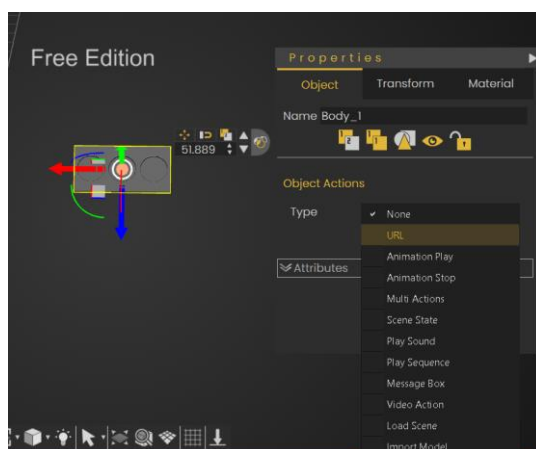 Free Edition
Properties
Object Transform Material
Name Body_1
51.889
Object Actions
Type
None
URL
Animation Play
Attributes
Animation Stop
Multi Actions
Scene State
Play Sound
Play Sequence
Message Box
Video Action
Load Scene
Import Model